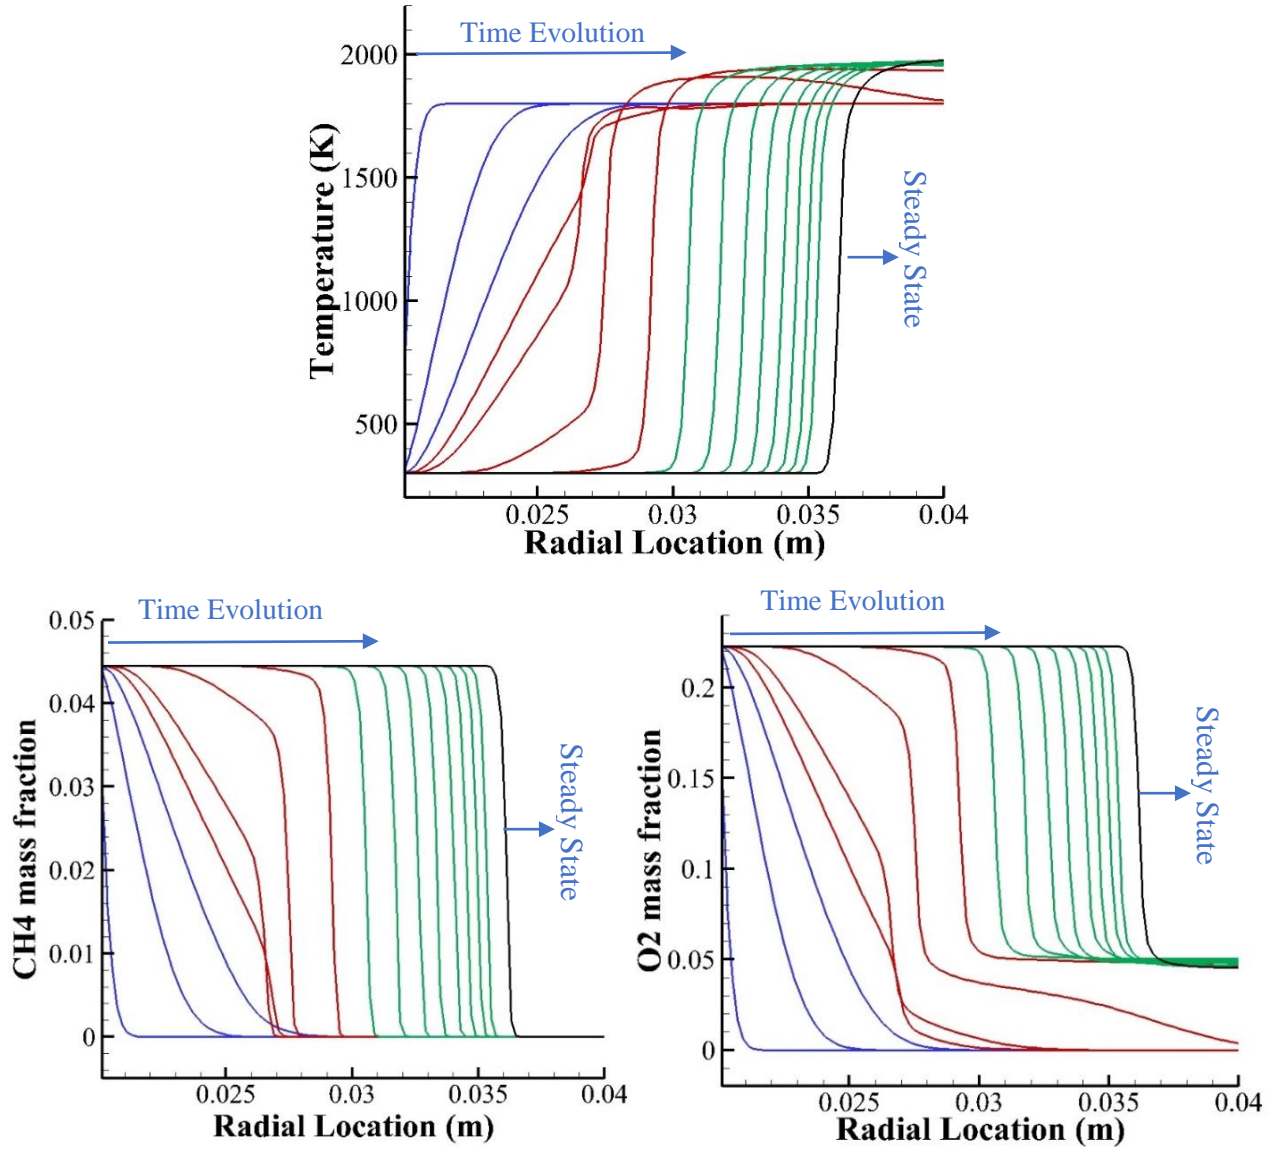 Time Evolution
2000
1500
1000
500
Temperature (K)
Steady State
0.025
0.03
0.035
0.04
Radial Location (m)
Time Evolution
0.05
0.04
0.03
0.02
0.01
0
CH4 mass fraction
Steady State
0.025
0.03
0.035
0.04
Radial Location (m)
Time Evolution
0.2
0.15
0.1
0.05
0
O2 mass fraction
Steady State
0.025
0.03
0.035
0.04
Radial Location (m)